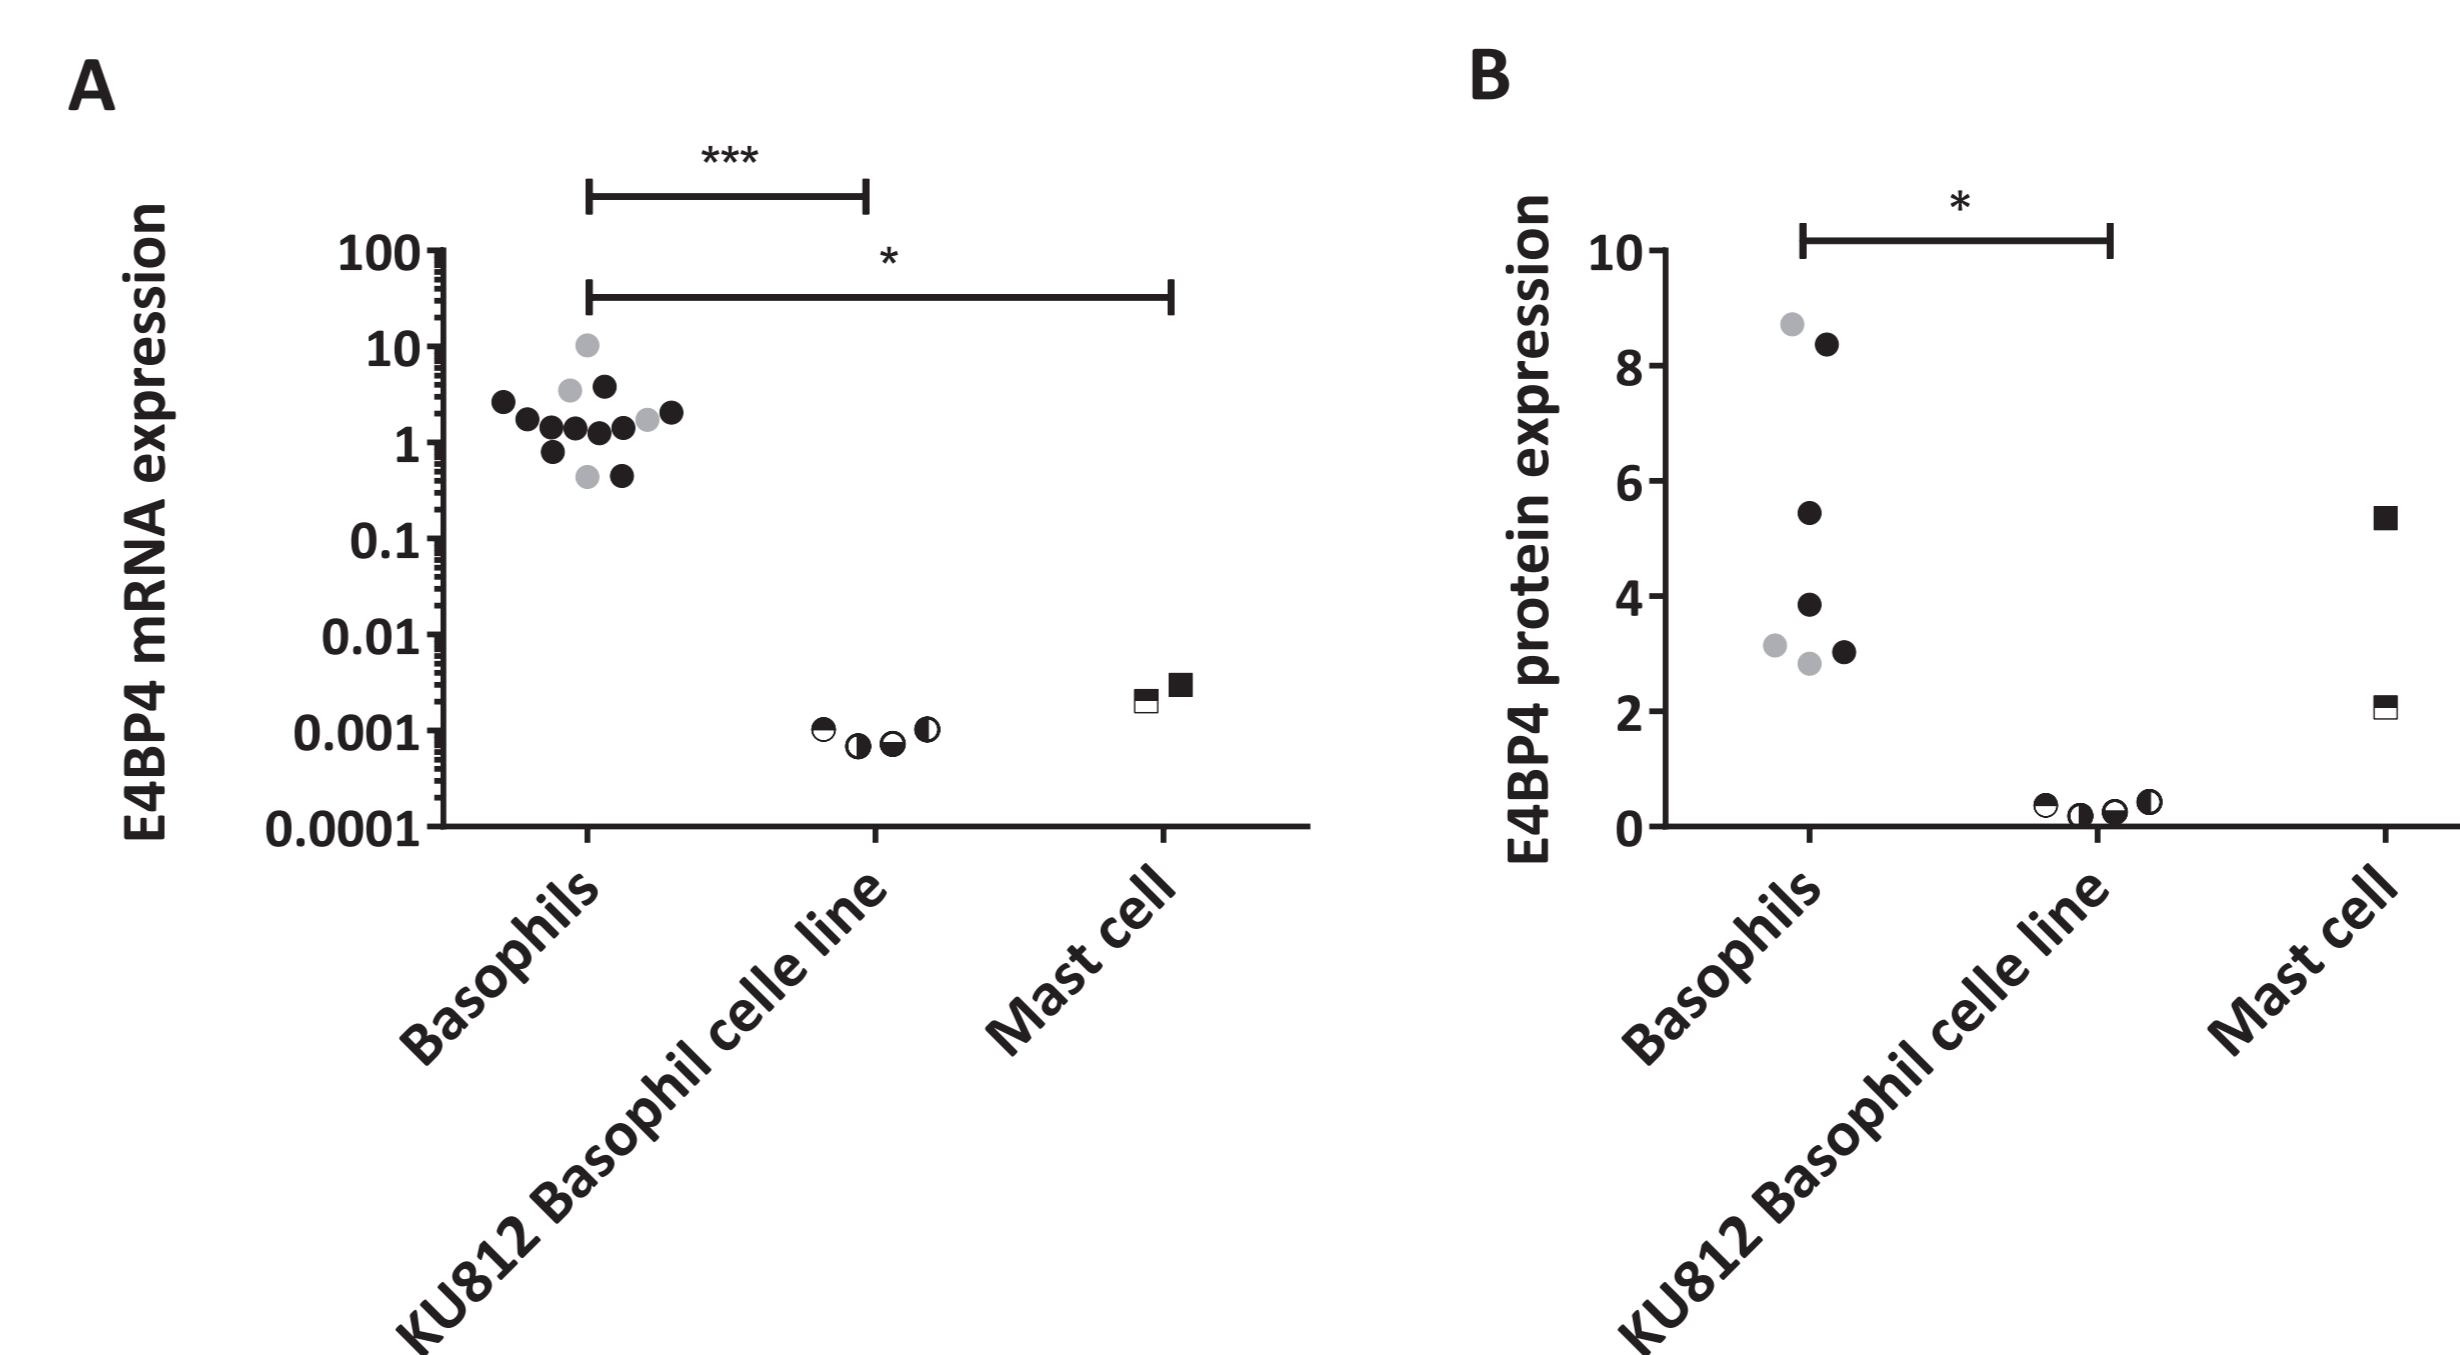 A
***
*
E4BP4 mRNA expression
100
10
1
0.1
0.01
0.001
0.0001
Basophils
KU812 Basophil celle line
Mast cell
B
*
E4BP4 protein expression
10
8
6
4
2
0
Basophils
KU812 Basophil celle line
Mast cell